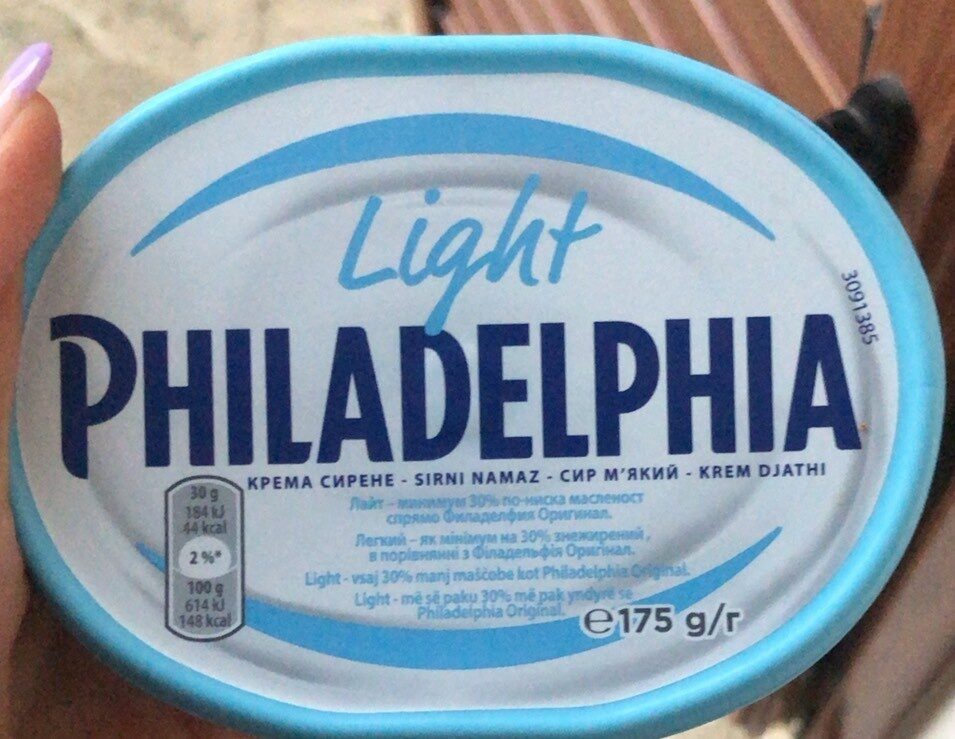 Light
PHILADELPHIA
3091385
КРЕМА СИРЕНЕ - SIRNI NAMAZ - СИР М'ЯКИЙ - KREM DJATHI
30 g
184 kJ
44 kcal
2 %*
100 g
614 kJ
148 kcal
Лайт – минимум 30% по-ниска масленост
спрямо Филаделфия Оригинал.
Легкий – як мінімум на 30% знежирений,
в порівнянні з Філадельфія Оригінал.
Light - vsaj 30% manj maščobe kot Philadelphia Original.
Light - më së paku 30% më pak yndyrë se
Philadelphia Original.
℮175 g/г